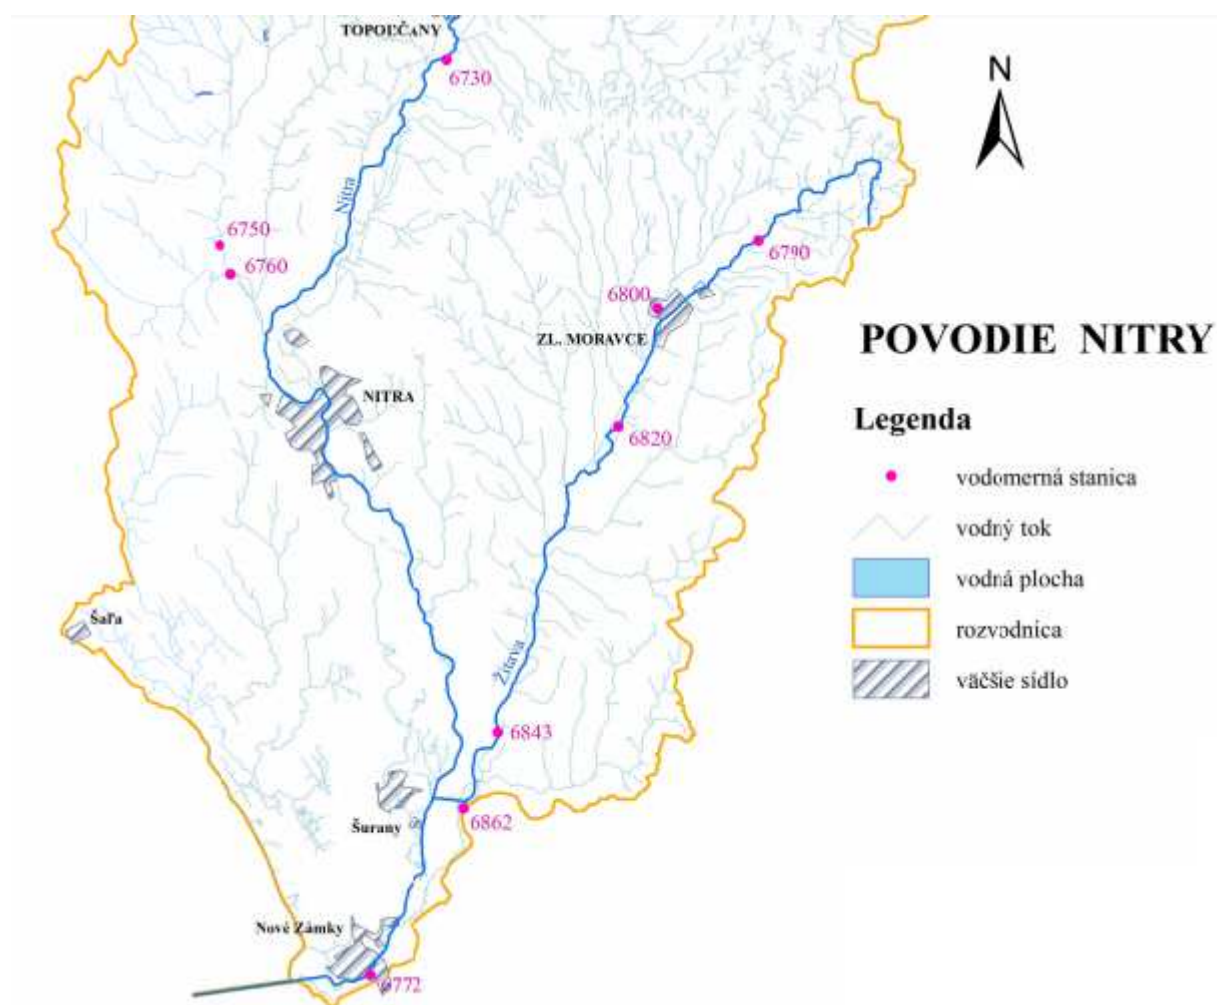 TOPOĽČANY
6730
N
Nitra
6750
6760
6790
6800
ZL. MORAVCE
POVODIE NITRY
NITRA
Legenda
6820
vodomerná stanica
vodný tok
vodná plocha
Šaľa
rozvodnica
Žitava
väčšie sídlo
6843
6862
Šurany
Nové Zámky
6772